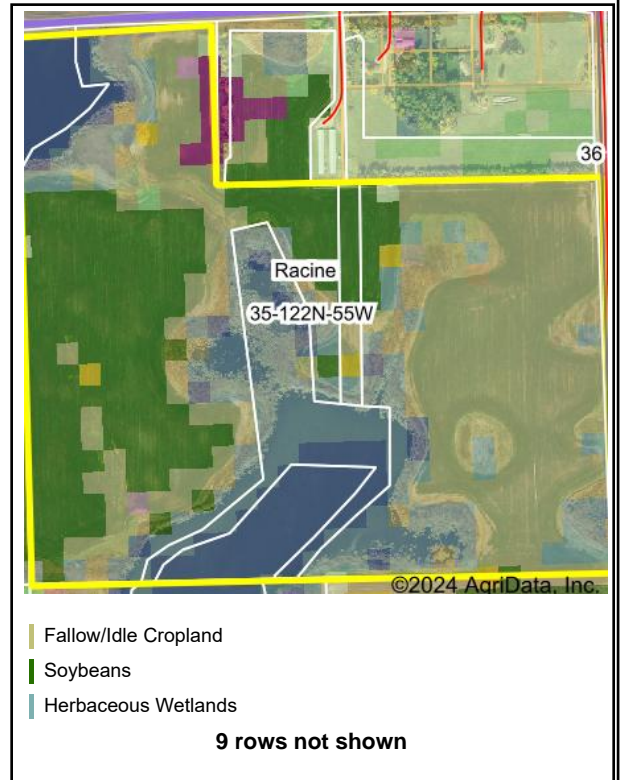 36
Racine
35-122N-55W
©2024 AgriData, Inc.
Fallow/Idle Cropland
Soybeans
Herbaceous Wetlands
9 rows not shown